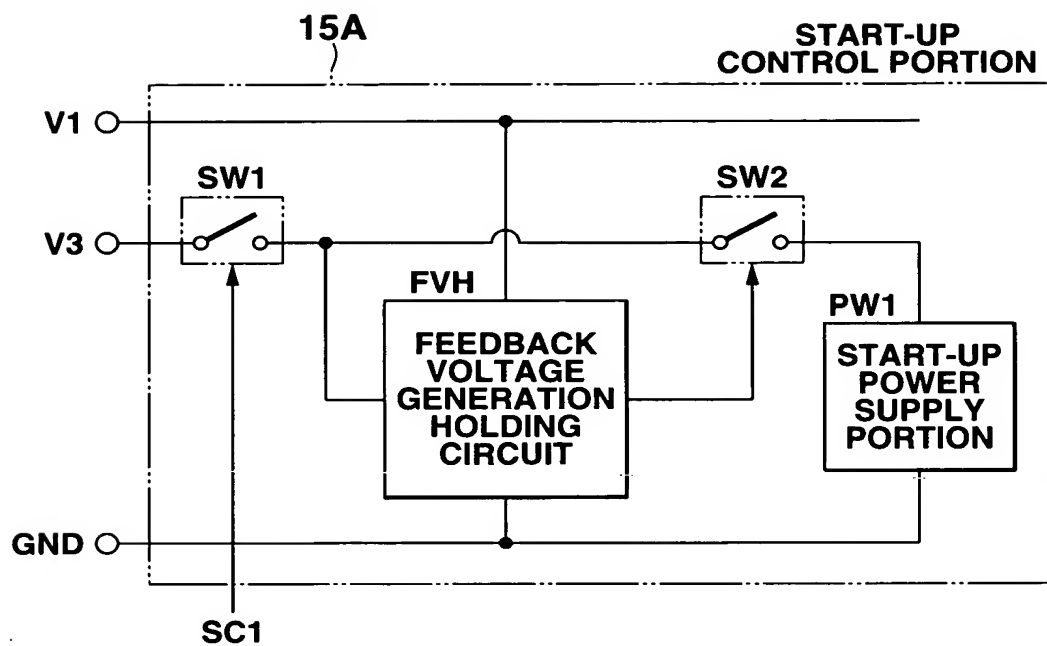 15A
START-UP
CONTROL PORTION
V1
SW1
SW2
V3
FVH
PW1
FEEDBACK
VOLTAGE
GENERATION
HOLDING
CIRCUIT
START-UP
POWER
SUPPLY
PORTION
GND
SC1